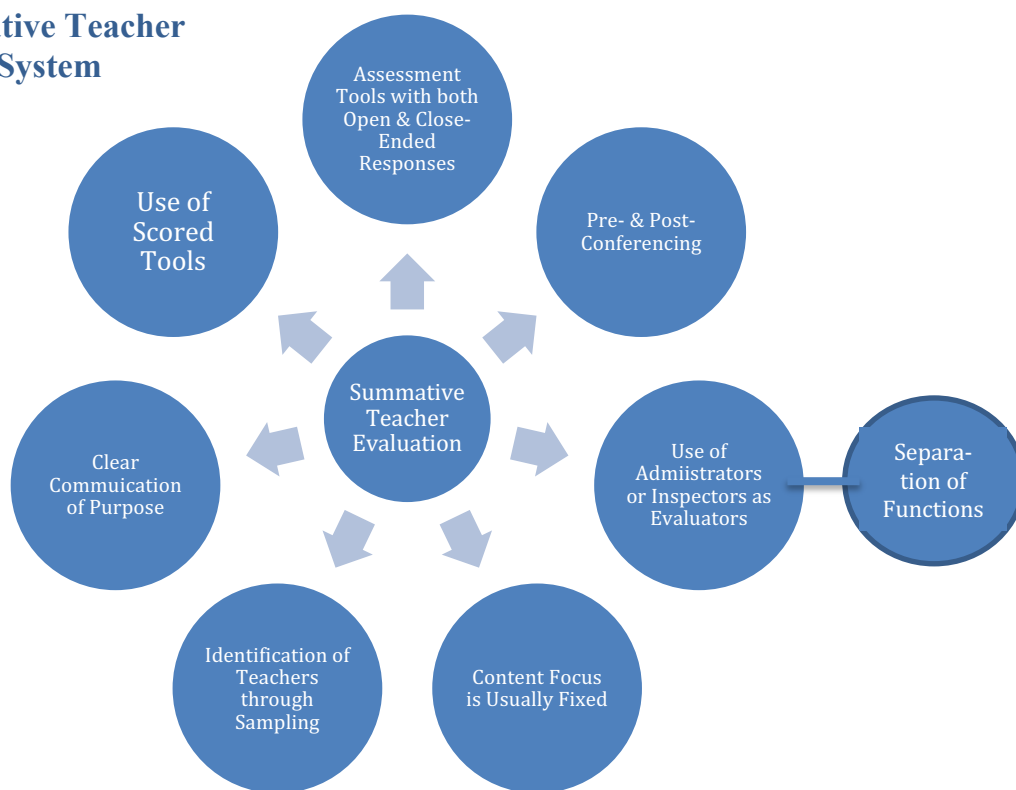 ative Teacher
System
Assessment
Tools with both
Open & Close-
Ended
Responses
Use of
Scored
Tools
Pre- & Post-
Conferencing
Summative
Teacher
Evaluation
Clear
Commuication
of Purpose
Use of
Admiistrators
or Inspectors as
Evaluators
Separa-
tion of
Functions
Identification of
Teachers
through
Sampling
Content Focus
is Usually Fixed